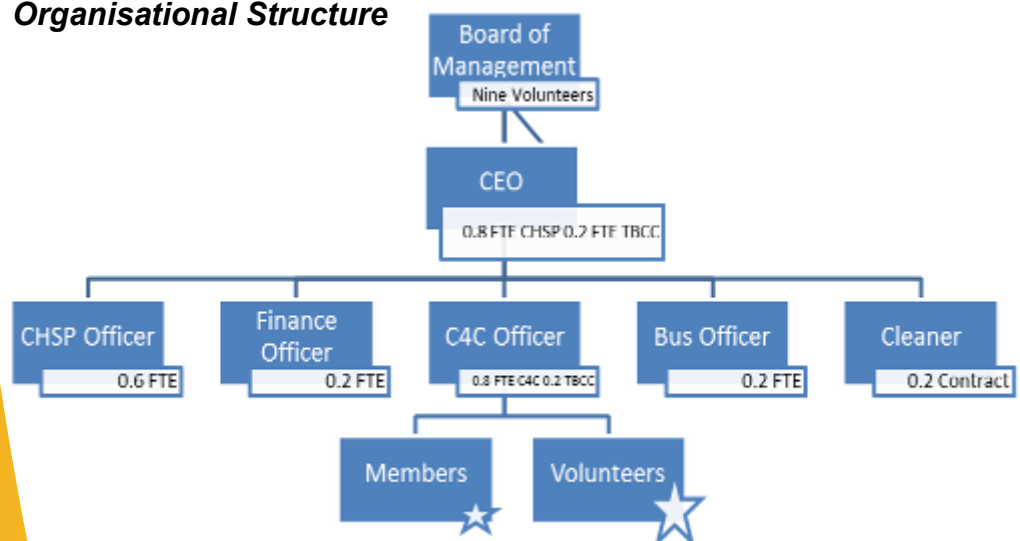 Organisational Structure
Board of
Management
Nine Volunteers
CEO
0.8 FTE CHSP 0.2 FTE TBCC
CHSP Officer
0.6 FTE
Finance
Officer
0.2 FTE
C4C Officer
0.8 FTE C4C 0.2 TBCC
Bus Officer
0.2 FTE
Cleaner
0.2 Contract
Members
Volunteers